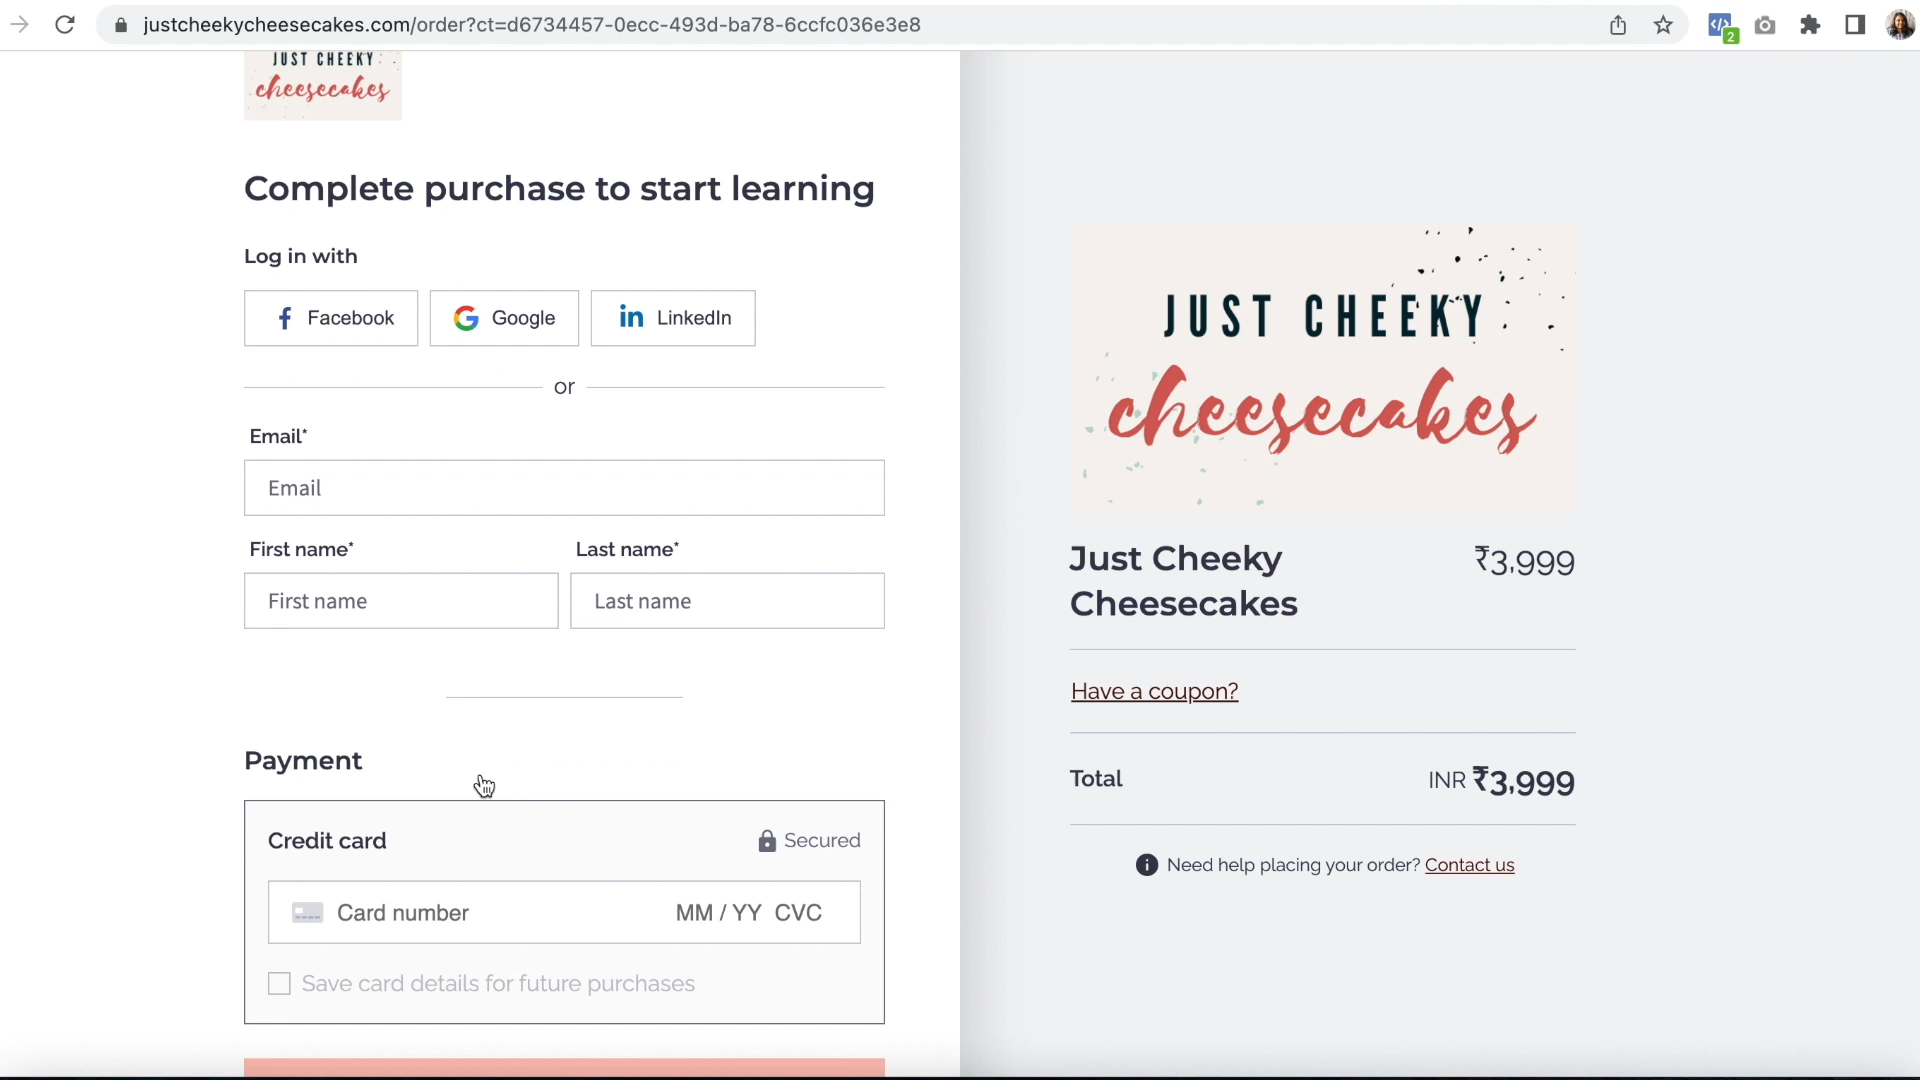 justcheekycheesecakes.com/order?ct=d6734457-0ecc-493d-ba78-6ccfc036e3e8
2
JUST CHEEKY
cheesecakes
Complete purchase to start learning
Log in with
Facebook
Google
LinkedIn
or
Email*
Email
First name*
Last name*
First name
Last name
Payment
Credit card
Secured
Card number
MM / YY CVC
Save card details for future purchases
JUST CHEEKY
cheesecakes
Just Cheeky
Cheesecakes
₹3,999
Have a coupon?
Total
INR ₹3,999
Need help placing your order? Contact us